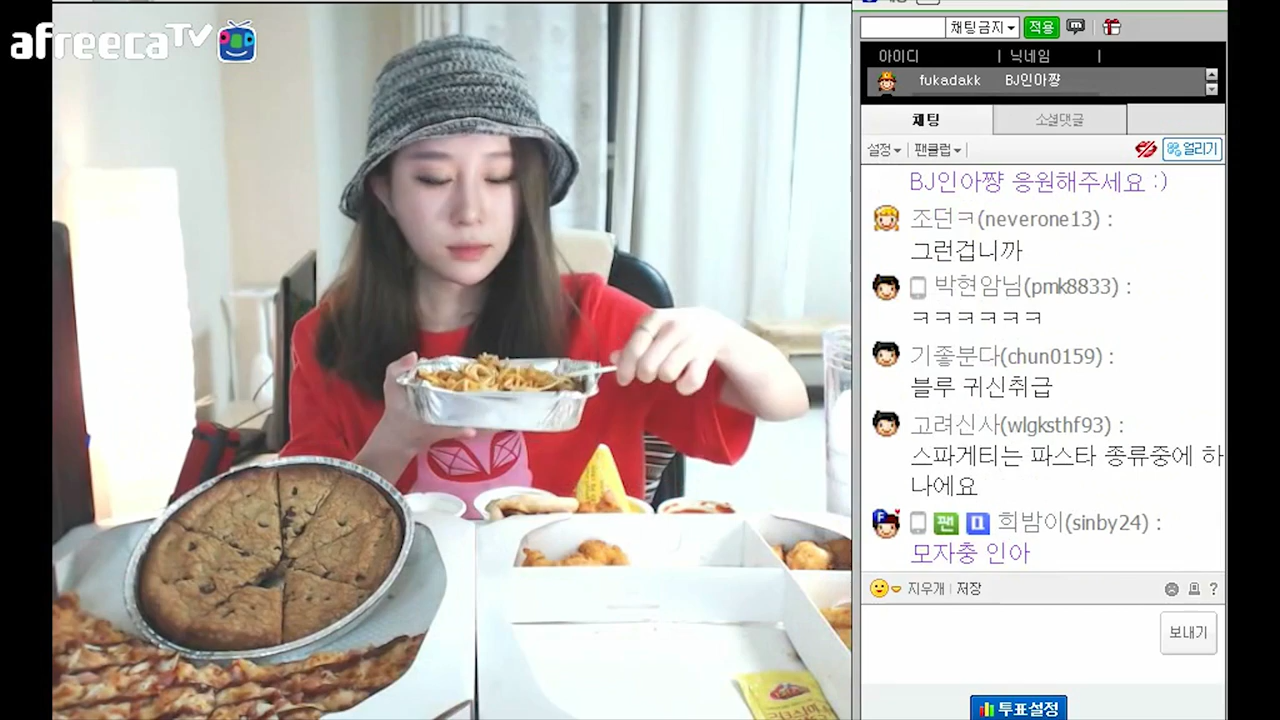 afreecaTV
채팅금지
적용
아이디 | 닉네임 |
fukadakk BJ인아쨩
채팅
소셜댓글
설정 | 팬클럽 |
얼리기
BJ인아쨩 응원해주세요 :)
조던ㅋ(neverone13) :
그런겁니까
박현암님(pmk8833) :
ㅋㅋㅋㅋㅋㅋ
기좋분다(chun0159) :
블루 귀신취급
고려신사(wlgksthf93) :
스파게티는 파스타 종류중에 하
나에요
팬 희밤이(sinby24) :
모자충 인아
지우개 | 저장
?
보내기
투표설정